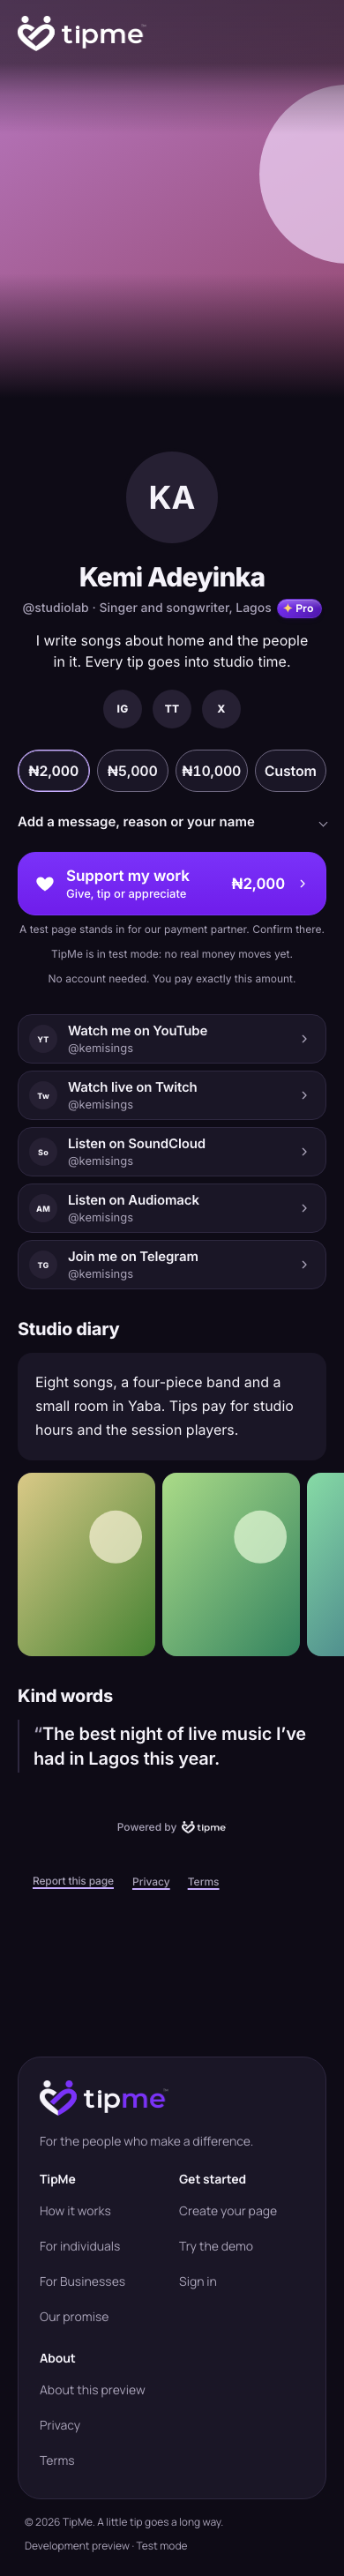 tipme™
KA
Kemi Adeyinka
@studiolab · Singer and songwriter, Lagos ✦ Pro
I write songs about home and the people
in it. Every tip goes into studio time.
IG TT X
₦2,000 ₦5,000 ₦10,000 Custom
Add a message, reason or your name
Support my work
Give, tip or appreciate
₦2,000
A test page stands in for our payment partner. Confirm there.
TipMe is in test mode: no real money moves yet.
No account needed. You pay exactly this amount.
YT
Watch me on YouTube
@kemisings
Tw
Watch live on Twitch
@kemisings
So
Listen on SoundCloud
@kemisings
AM
Listen on Audiomack
@kemisings
TG
Join me on Telegram
@kemisings
Studio diary
Eight songs, a four-piece band and a
small room in Yaba. Tips pay for studio
hours and the session players.
Kind words
“The best night of live music I’ve
had in Lagos this year.
Powered by tipme
Report this page Privacy Terms
tipme™
For the people who make a difference.
TipMe
How it works
For individuals
For Businesses
Our promise
Get started
Create your page
Try the demo
Sign in
About
About this preview
Privacy
Terms
© 2026 TipMe. A little tip goes a long way.
Development preview · Test mode